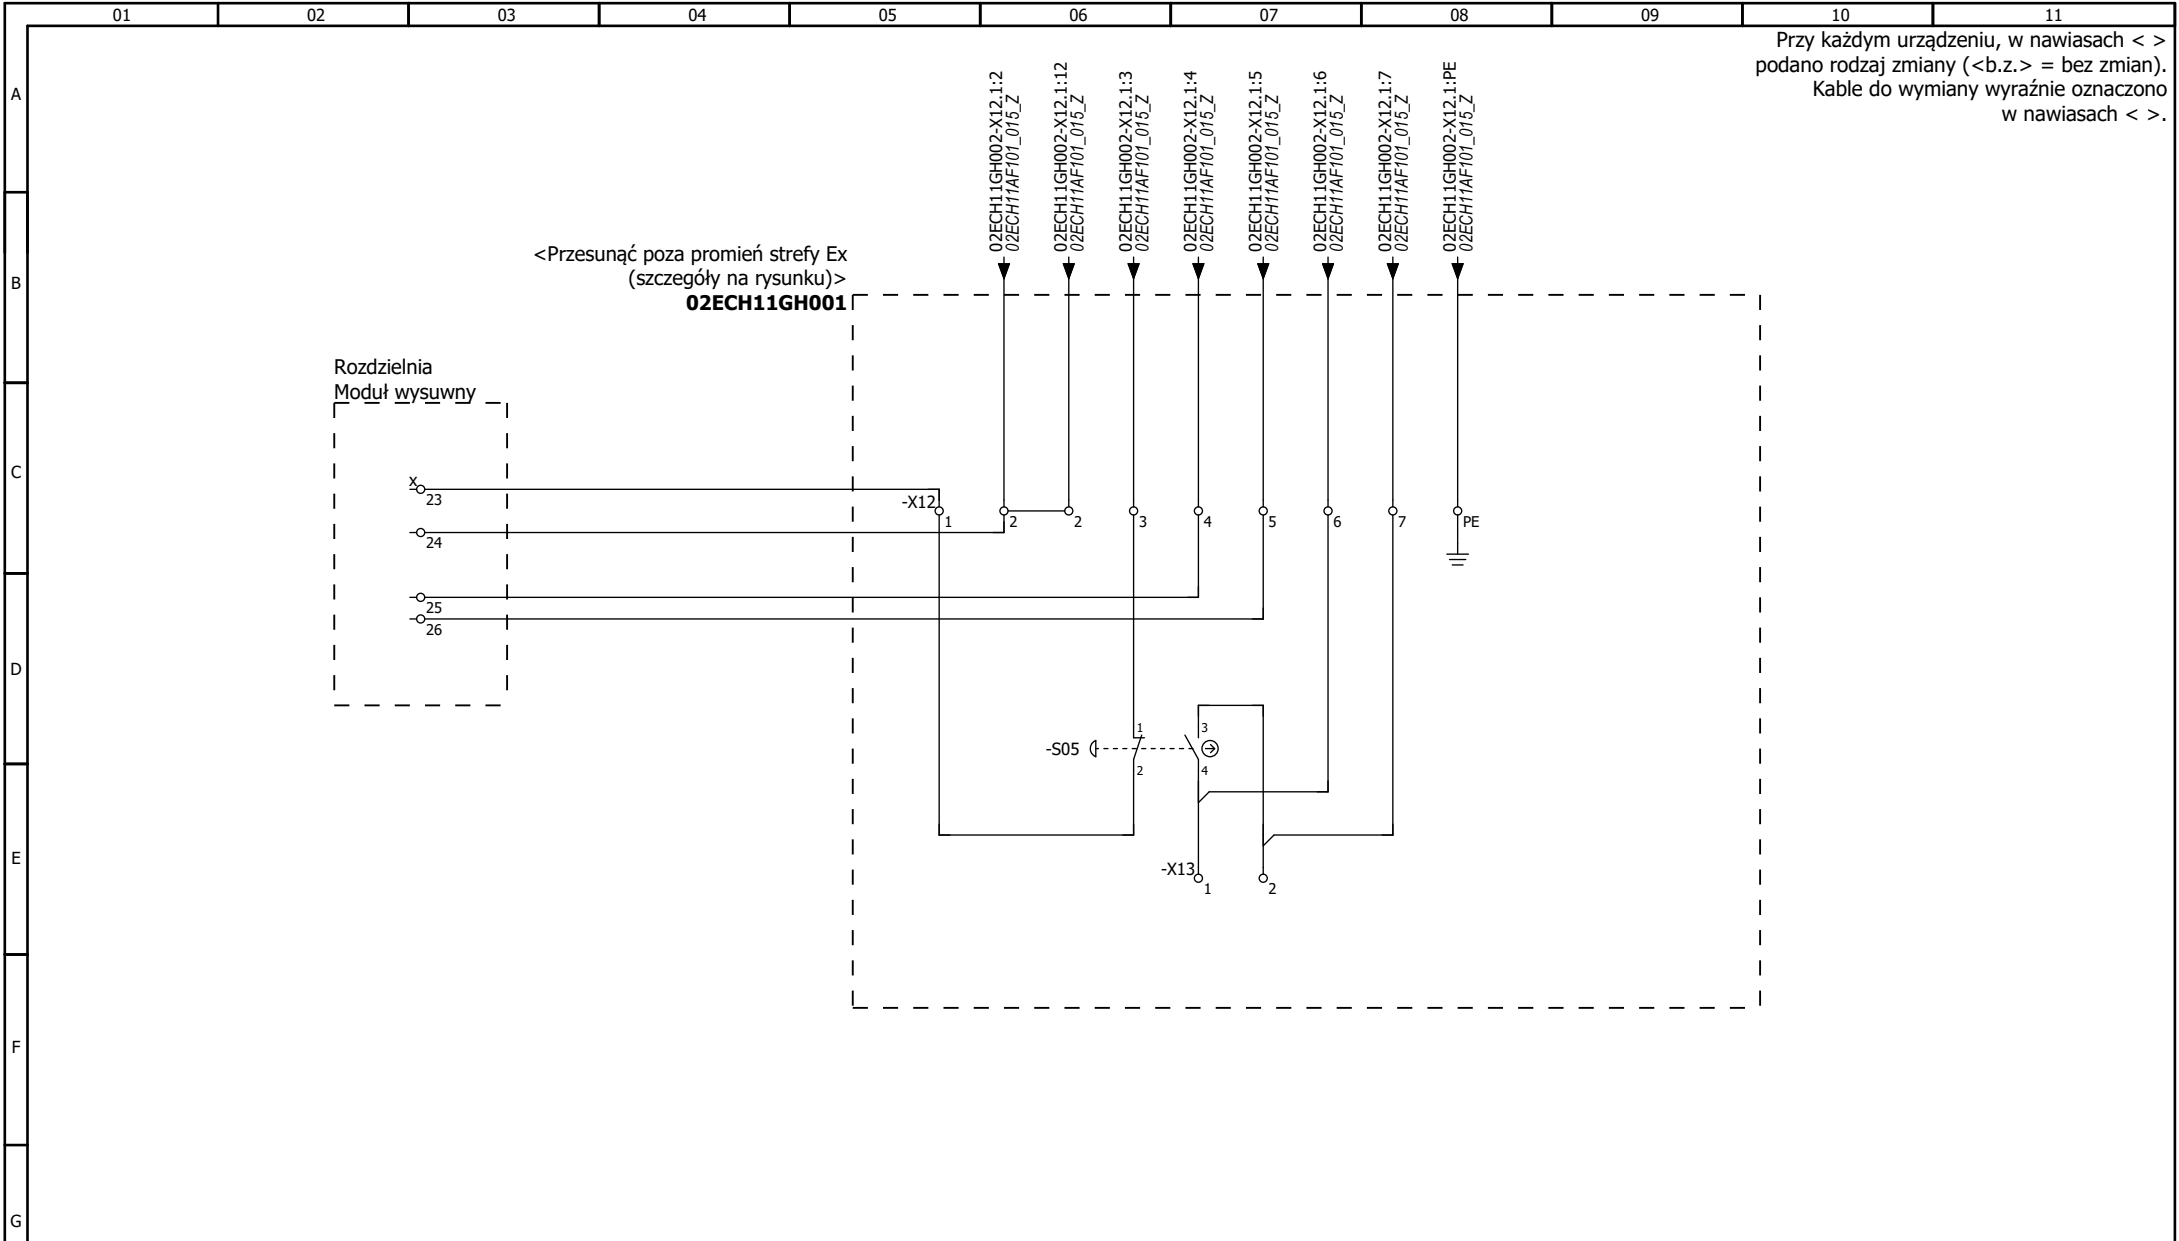 01 02 03 04 05 06 07 08 09 10 11
Przy każdym urządzeniu, w nawiasach < >
podano rodzaj zmiany (<b.z.> = bez zmian).
Kable do wymiany wyraźnie oznaczono
w nawiasach < >.
A
02ECH11GH002-X12.1:2
02ECH11AF101_015_Z
02ECH11GH002-X12.1:12
02ECH11AF101_015_Z
02ECH11GH002-X12.1:3
02ECH11AF101_015_Z
02ECH11GH002-X12.1:4
02ECH11AF101_015_Z
02ECH11GH002-X12.1:5
02ECH11AF101_015_Z
02ECH11GH002-X12.1:6
02ECH11AF101_015_Z
02ECH11GH002-X12.1:7
02ECH11AF101_015_Z
02ECH11GH002-X12.1:PE
02ECH11AF101_015_Z
B
<Przesunąć poza promień strefy Ex
(szczegóły na rysunku)>
02ECH11GH001
Rozdzielnia
Moduł wysuwny
C
x
23
-X12
1 2 2 3 4 5 6 7 PE
24
25
26
D
1 3
-S05
2 4
E
-X13
1 2
F
G